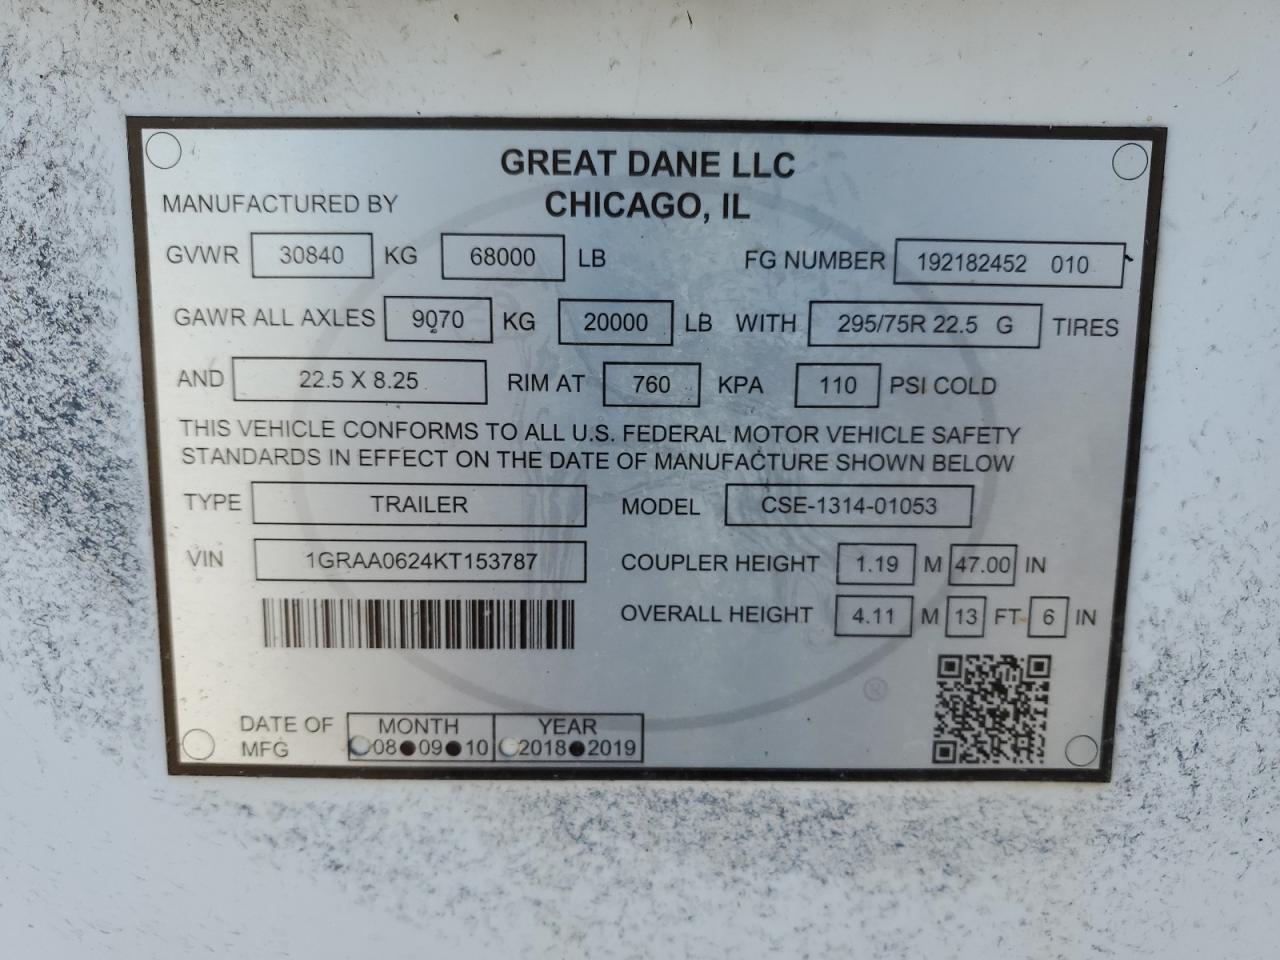 GREAT DANE LLC
MANUFACTURED BY CHICAGO, IL
GVWR 30840 KG 68000 LB FG NUMBER 192182452 010
GAWR ALL AXLES 9070 KG 20000 LB WITH 295/75R 22.5 G TIRES
AND 22.5 X 8.25 RIM AT 760 KPA 110 PSI COLD
THIS VEHICLE CONFORMS TO ALL U.S. FEDERAL MOTOR VEHICLE SAFETY
STANDARDS IN EFFECT ON THE DATE OF MANUFACTURE SHOWN BELOW
TYPE TRAILER MODEL CSE-1314-01053
VIN 1GRAA0624KT153787 COUPLER HEIGHT 1.19 M 47.00 IN
OVERALL HEIGHT 4.11 M 13 FT 6 IN
®
DATE OF MFG MONTH YEAR
08 09 10 2018 2019